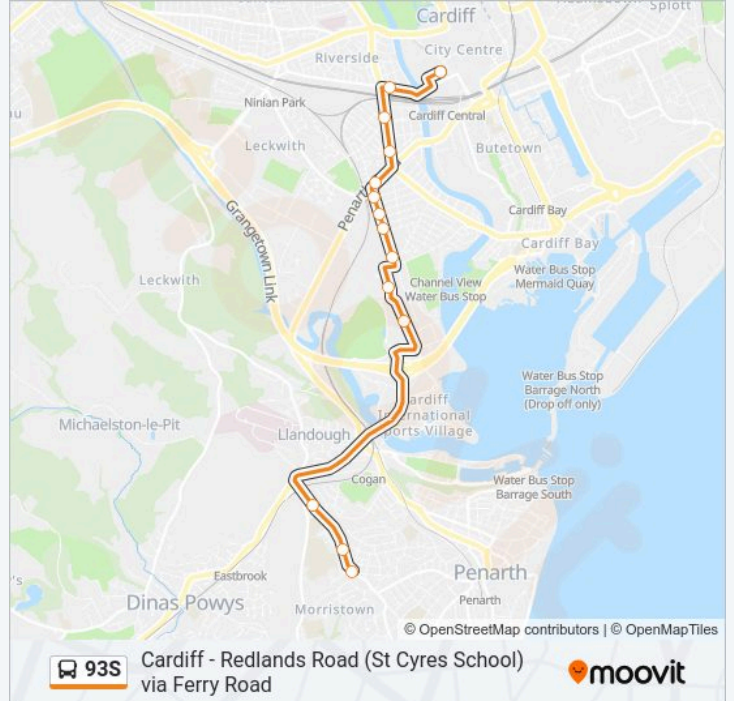 Cardiff
Splott
Riverside
City Centre
Ninian Park
Cardiff Central
Leckwith
Butetown
Penart
Grangetown Link
Cardiff Bay
Cardiff Bay
Leckwith
Channel View
Water Bus Stop
Water Bus Stop
Mermaid Quay
Water Bus Stop
Barrage North
(Drop off only)
ardiff
International
ports Village
Michaelston-le-Pit
Llandough
Cogan
Water Bus Stop
Barrage South
Eastbrook
Penarth
Dinas Powys
Penarth
Morristown
© OpenStreetMap contributors | © OpenMapTiles
93S
Cardiff - Redlands Road (St Cyres School)
via Ferry Road
moovit